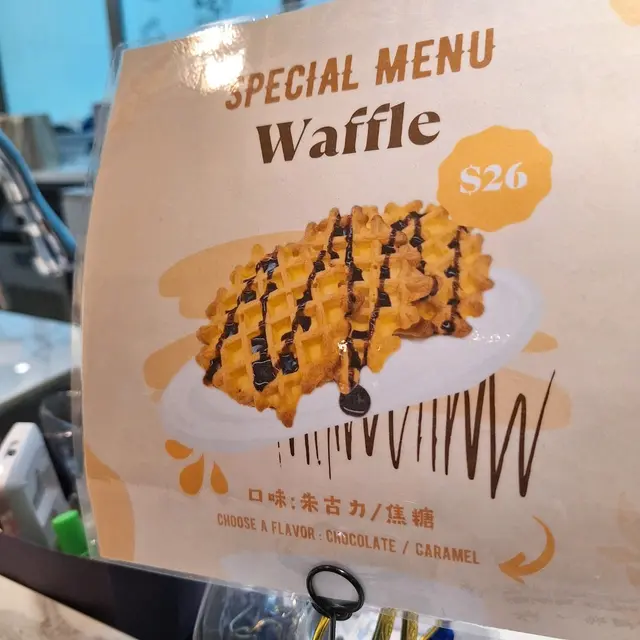 SPECIAL MENU
Waffle
$26
口味:朱古力/焦糖
CHOOSE A FLAVOR : CHOCOLATE / CARAMEL